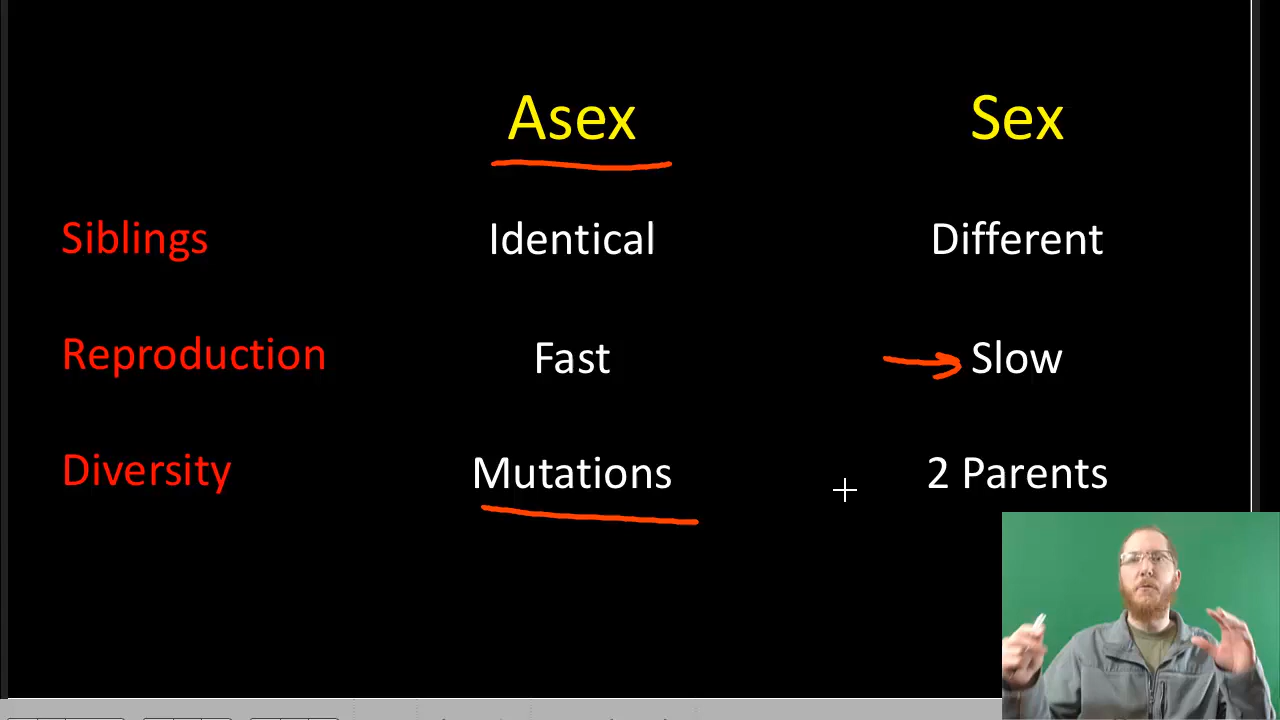 Asex Sex
Siblings Identical Different
Reproduction Fast Slow
Diversity Mutations 2 Parents